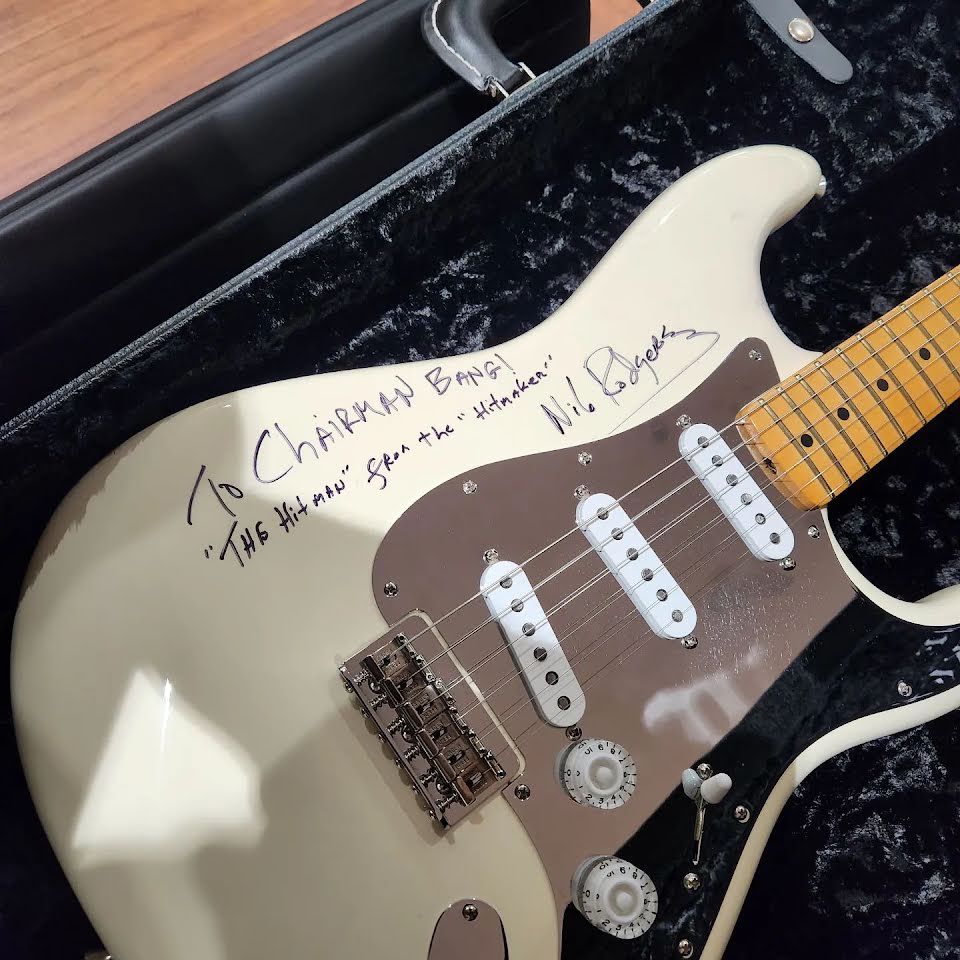 To Chairman Bang!
"The Hitman" from the "Hitmaker"
Nile Rodgers